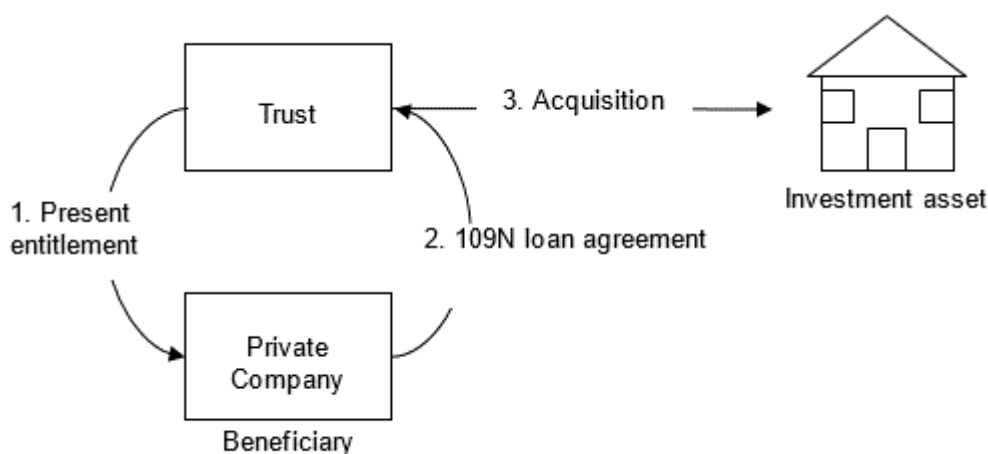 Trust
3. Acquisition
Investment asset
1. Present
entitlement
2. 109N loan agreement
Private
Company
Beneficiary